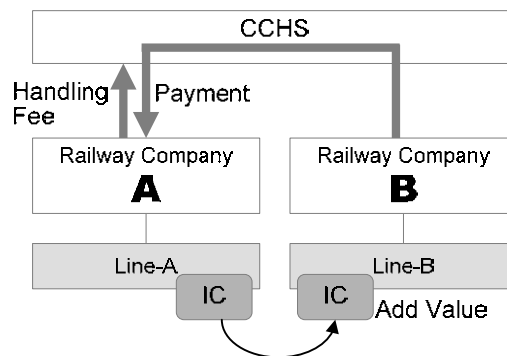 CCHS
Handling
Fee
Payment
Railway Company
A
Railway Company
B
Line-A
Line-B
IC
IC
Add Value